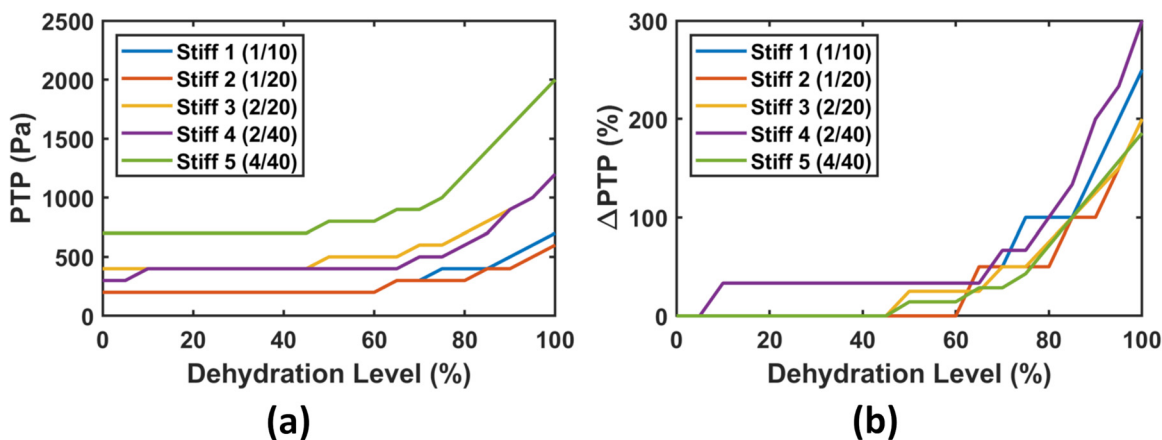 2500
2000
1500
1000
500
0
PTP (Pa)
Stiff 1 (1/10)
Stiff 2 (1/20)
Stiff 3 (2/20)
Stiff 4 (2/40)
Stiff 5 (4/40)
0 20 40 60 80 100
Dehydration Level (%)
(a)
300
200
100
0
ΔPTP (%)
Stiff 1 (1/10)
Stiff 2 (1/20)
Stiff 3 (2/20)
Stiff 4 (2/40)
Stiff 5 (4/40)
0 20 40 60 80 100
Dehydration Level (%)
(b)